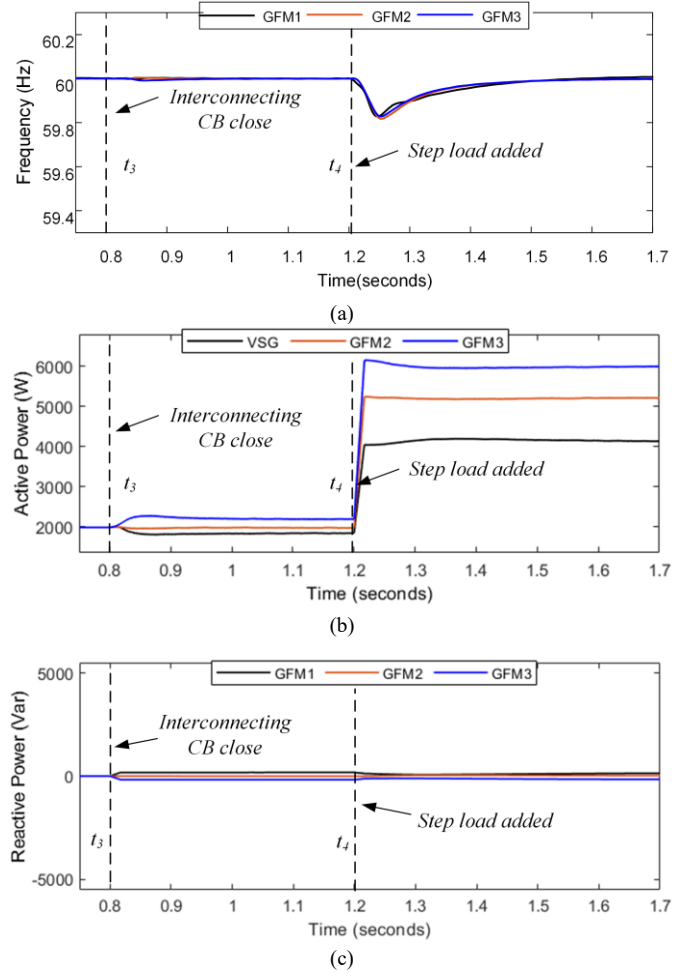 GFM1 GFM2 GFM3
60.2
60
59.8
59.6
59.4
Frequency (Hz)
Interconnecting
CB close
t3
t4
Step load added
0.8 0.9 1 1.1 1.2 1.3 1.4 1.5 1.6 1.7
Time(seconds)
(a)
VSG GFM2 GFM3
6000
5000
4000
3000
2000
Active Power (W)
Interconnecting
CB close
t3
t4
Step load added
0.8 0.9 1 1.1 1.2 1.3 1.4 1.5 1.6 1.7
Time (seconds)
(b)
GFM1 GFM2 GFM3
5000
0
-5000
Reactive Power (Var)
Interconnecting
CB close
Step load added
t3
t4
0.8 0.9 1 1.1 1.2 1.3 1.4 1.5 1.6 1.7
Time (seconds)
(c)